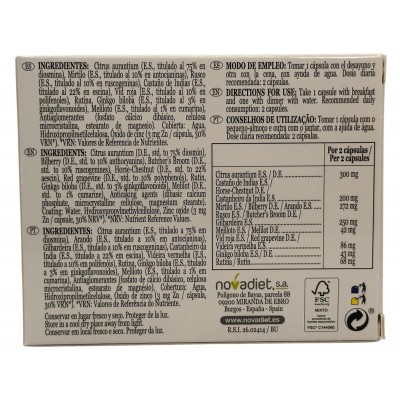 ES INGREDIENTES: Citrus aurantium (E.S., titulado al 75% en
diosmina), Mirtilo (E.S., titulado al 10% en antocianinas), Rusco
(E.S., titulado al 10% en ruscogeninas), Castaño de Indias (E.S.,
titulado al 22% en escina), Vid roja (E.S., titulado al 10% en
polifenoles), Rutina, Ginkgo biloba (E.S., titulado al 3% en
ginkgoflavonoides), Meliloto (E.S., titulado al 1% en cumarina),
Antiaglomerantes (fosfato cálcico dibásico, celulosa
microcristalina, estearato de magnesio). Cubierta: Agua,
Hidroxipropilmetilcelulosa, Óxido de zinc (3 mg Zn/cápsula, 30%
VRN*). VRN*: Valores de Referencia de Nutrientes.
EN INGREDIENTS: Citrus aurantium (D.E., std. to 75% diosmin),
Bilberry (D.E., std. to 10% anthocyanins), Butcher's Broom (D.E.,
std. to 10% ruscogenins), Horse-chestnut (D.E., std. to
22% aescin), Red grapevine (D.E., std. to 10% polyphenols), Rutin,
Ginkgo biloba (D.E., std. to 3% ginkgoflavonoids), Melilot (D.E.,
std. to 1% coumarin), Anticaking agents (dibasic calcium
phosphate, microcrystalline cellulose, magnesium stearate).
Coating: Water, Hydroxipropylmethylcellulose, Zinc oxide (3 mg
Zn / capsule, 30% NRV*). *NRV: Nutrient Reference Values.
PT INGREDIENTES: Citrus aurantium (E.S., titulado a 75% em
diosmina), Arando (E.S., titulado a 10% em antocianinas),
Gilbardeira (E.S., titulado a 10% em ruscogeninas), Castanheiro da
Índia (E.S., titulado a 22% em escina), Videira vermelha (E.S.,
titulado a 10% em polifenóis), Rutina, Ginkgo biloba (E.S., titulado
a 3% em ginkgoflavonoides), Meliloto (E.S., titulado a 1% em
cumarina), Antiaglomerantes (fosfato de cálcio dibásico, celulose
microcristalina, estearato de magnésio), Cobertura: Água,
Hidroxipropilmetilcelulose, Óxido de zinco (3 mg Zn / cápsula, 30%
VRN*). *VRN: Valores de Referência do Nutrientes.
Conservar en lugar fresco y seco. Proteger de la luz.
Store in a cool dry place away from light.
Conservar em local fresco e seco. Proteger da luz.
ES MODO DE EMPLEO: Tomar 1 cápsula con el desayuno y
otra con la cena, con ayuda de agua. Dosis diaria
recomendada: 2 cápsulas.
EN DIRECTIONS FOR USE: Take 1 capsule with breakfast
and one with dinner with water. Recommended daily
consumption: 2 capsules.
PT CONSELHOS DE UTILIZAÇÃO: Tomar 1 cápsula com o
pequeno-almoço e outra com o jantar, com a ajuda de água.
Dose diária recomendada: 2 cápsulas.
Por 2 cápsulas/
Per 2 capsules/
Citrus aurantium E.S. / D.E. 300 mg
Castaño de Indias E.S. /
Horse-Chestnut D.E. /
Castanheiro da Índia E.S. 200 mg
Mirtilo E.S. / Bilberry D.E. / Arando E.S. 272 mg
Rusco E.S. / Butcher's Broom D.E. /
Gilbardeira E.S. 250 mg
Meliloto E.S. / Melilot D.E. 42 mg
Vid roja E.S. / Red grapevine D.E. /
Videira vermelha E.S. 86 mg
Ginkgo biloba E.S. / D.E. 43 mg
Rutina / Rutin 68 mg
novadiet, s.a.
Polígono de Bayas, parcela 88
09200 MIRANDA DE EBRO
Burgos - España - Spain
www.novadiet.es
R.S.I. 26.02414 / BU
FSC
www.fsc.org
MIXTO